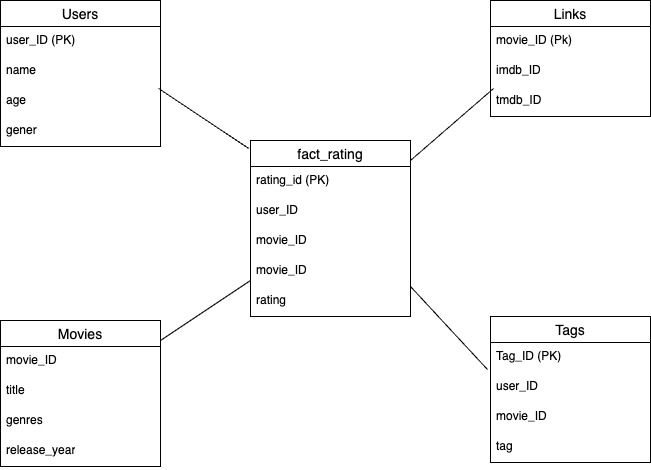 Users
user_ID (PK)
name
age
gener
Links
movie_ID (Pk)
imdb_ID
tmdb_ID
fact_rating
rating_id (PK)
user_ID
movie_ID
movie_ID
rating
Movies
movie_ID
title
genres
release_year
Tags
Tag_ID (PK)
user_ID
movie_ID
tag